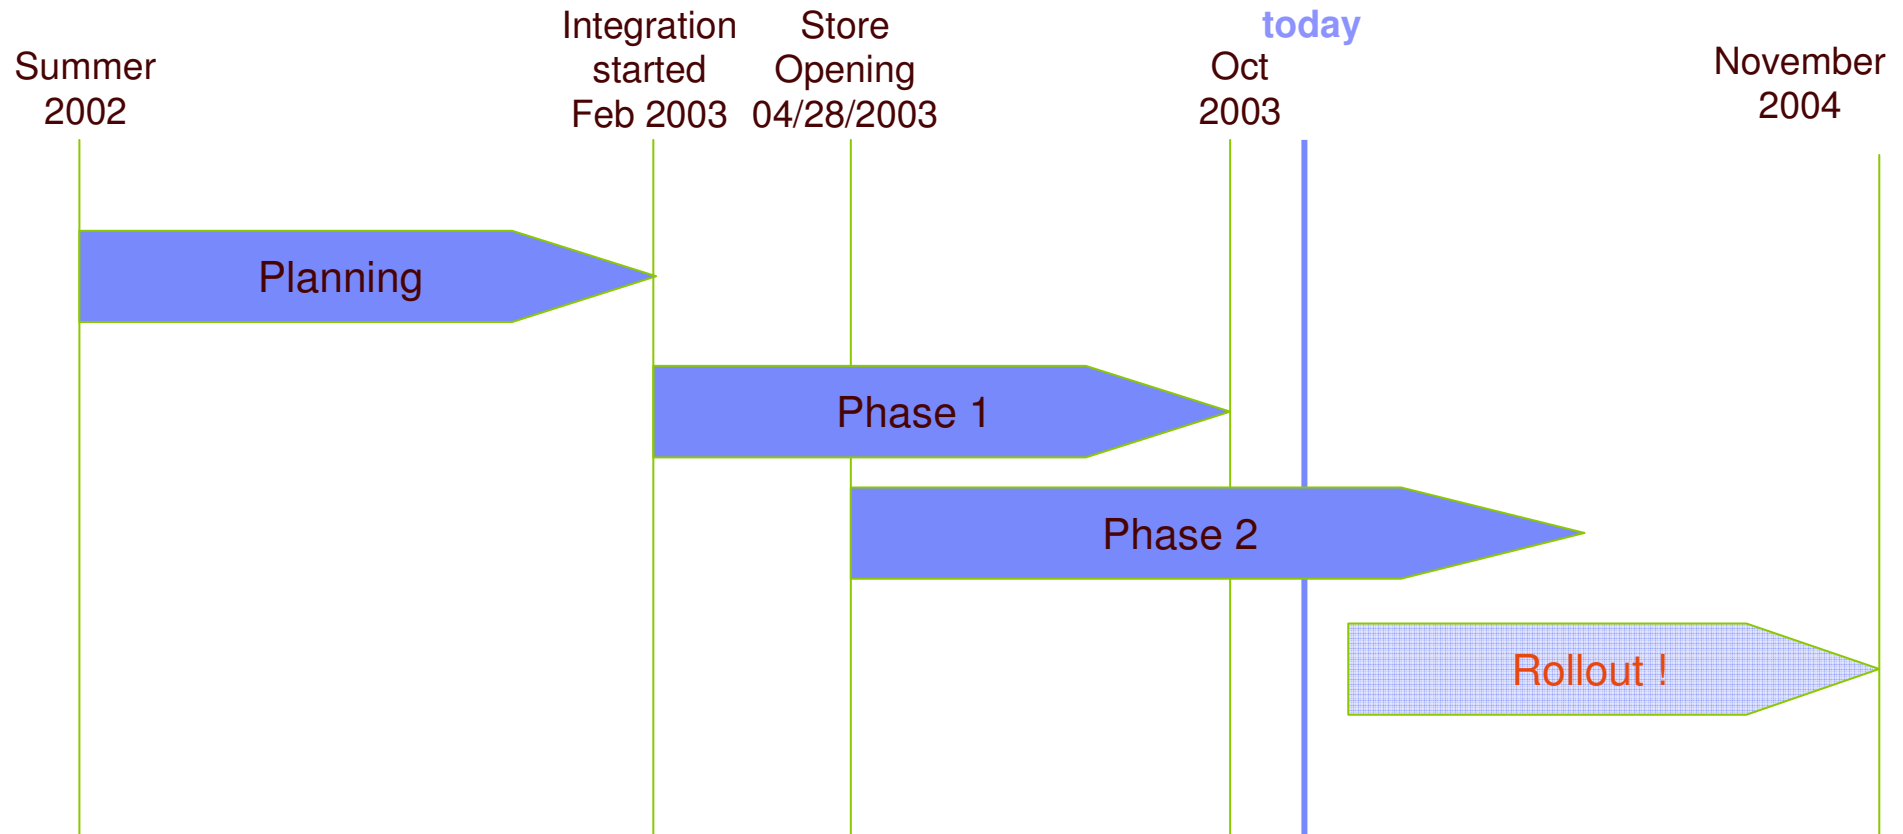 Summer
2002
Integration
started
Feb 2003
Store
Opening
04/28/2003
Oct
2003
today
November
2004
Planning
Phase 1
Phase 2
Rollout !